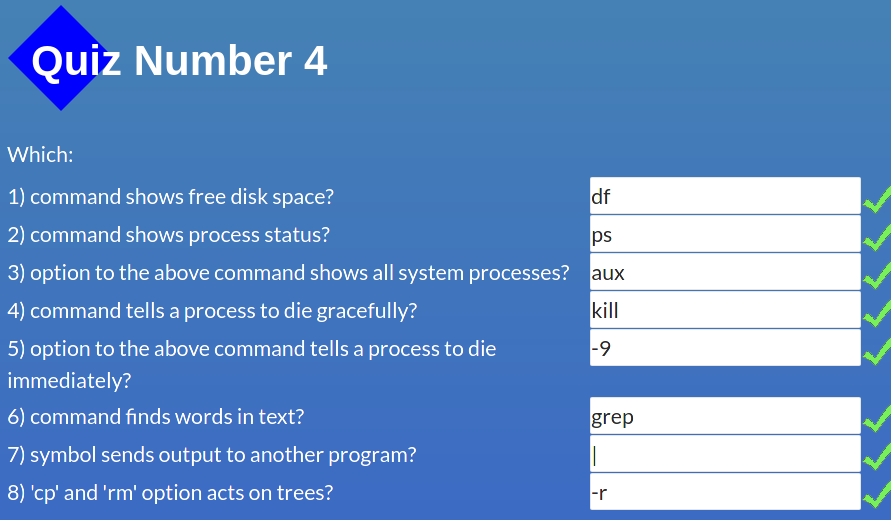 Quiz Number 4
Which:
1) command shows free disk space? df
2) command shows process status? ps
3) option to the above command shows all system processes? aux
4) command tells a process to die gracefully? kill
5) option to the above command tells a process to die -9
immediately?
6) command finds words in text? grep
7) symbol sends output to another program? |
8) 'cp' and 'rm' option acts on trees? -r